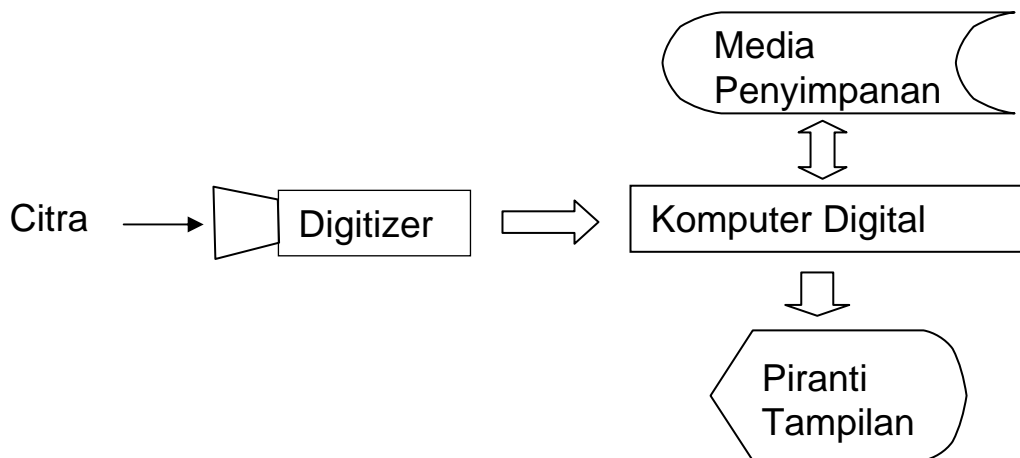 Media
Penyimpanan
Citra
Digitizer
Komputer Digital
Piranti
Tampilan